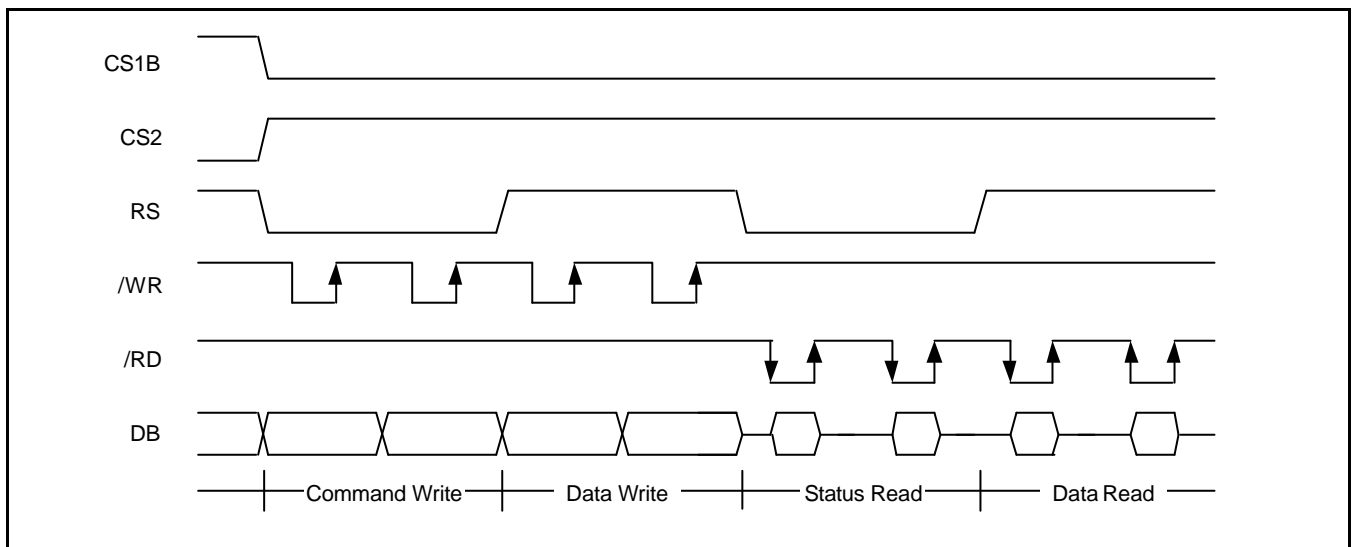 CS1B
CS2
RS
/WR
/RD
DB
Command Write Data Write Status Read Data Read